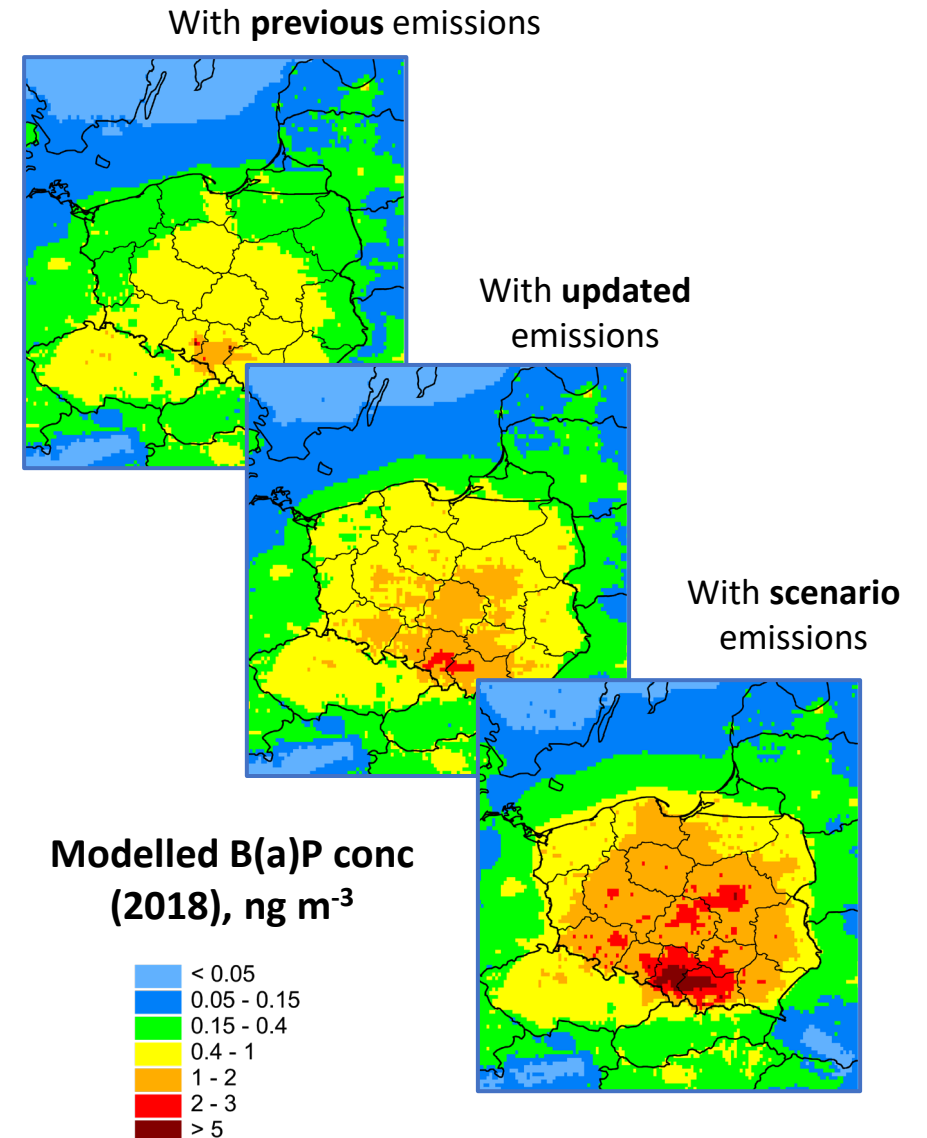 With previous emissions
With updated
emissions
With scenario
emissions
Modelled B(a)P conc
(2018), ng m-3
< 0.05
0.05 - 0.15
0.15 - 0.4
0.4 - 1
1 - 2
2 - 3
> 5